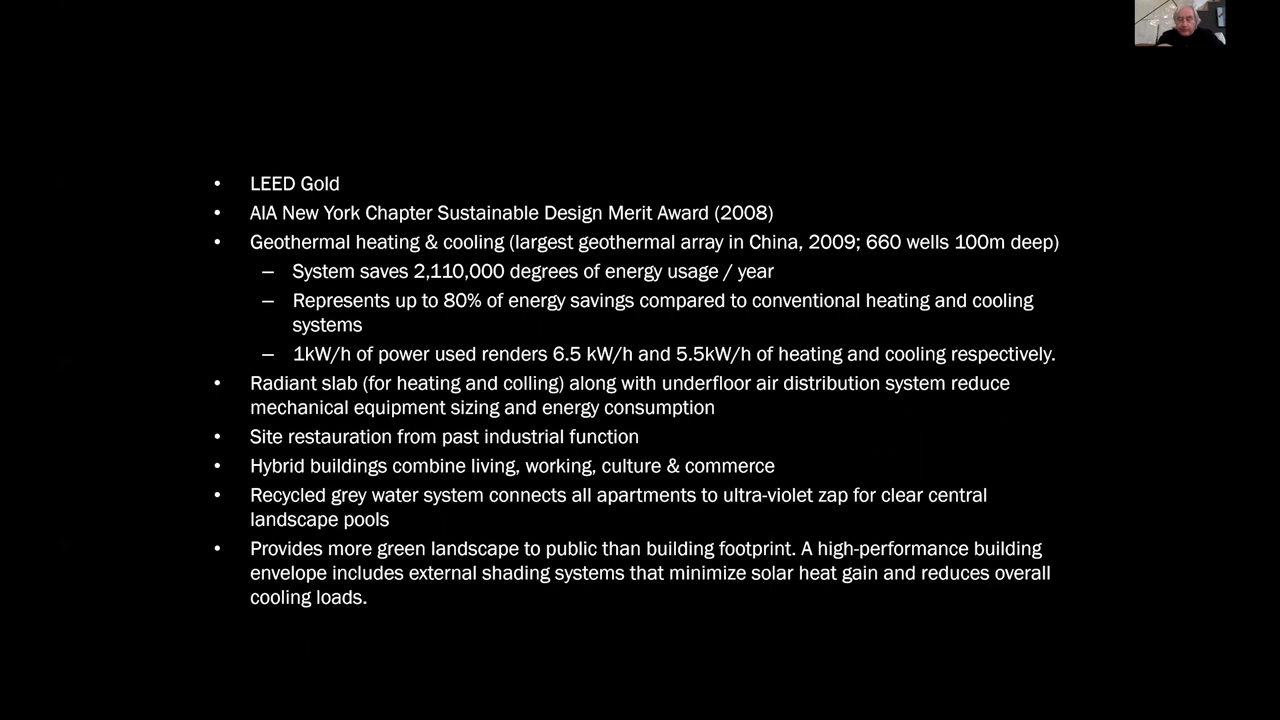 • LEED Gold
• AIA New York Chapter Sustainable Design Merit Award (2008)
• Geothermal heating & cooling (largest geothermal array in China, 2009; 660 wells 100m deep)
– System saves 2,110,000 degrees of energy usage / year
– Represents up to 80% of energy savings compared to conventional heating and cooling
systems
– 1kW/h of power used renders 6.5 kW/h and 5.5kW/h of heating and cooling respectively.
• Radiant slab (for heating and colling) along with underfloor air distribution system reduce
mechanical equipment sizing and energy consumption
• Site restauration from past industrial function
• Hybrid buildings combine living, working, culture & commerce
• Recycled grey water system connects all apartments to ultra-violet zap for clear central
landscape pools
• Provides more green landscape to public than building footprint. A high-performance building
envelope includes external shading systems that minimize solar heat gain and reduces overall
cooling loads.